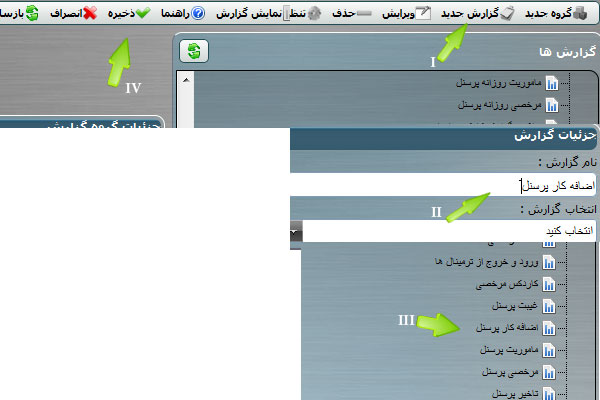 گروه جدید گزارش جدید ویرایش حذف نمایش گزارش راهنما ذخیره انصراف
I
IV
گزارش ها
ماموریت روزانه پرسنل
مرخصی روزانه پرسنل
جزئیات گروه گزارش
جزئیات گزارش
نام گزارش :
اضافه کار پرسنل
II
انتخاب گزارش :
انتخاب کنید
ورود و خروج از ترمینال ها
کاردکس مرخصی
غیبت پرسنل
اضافه کار پرسنل
III
ماموریت پرسنل
مرخصی پرسنل
تاخیر پرسنل